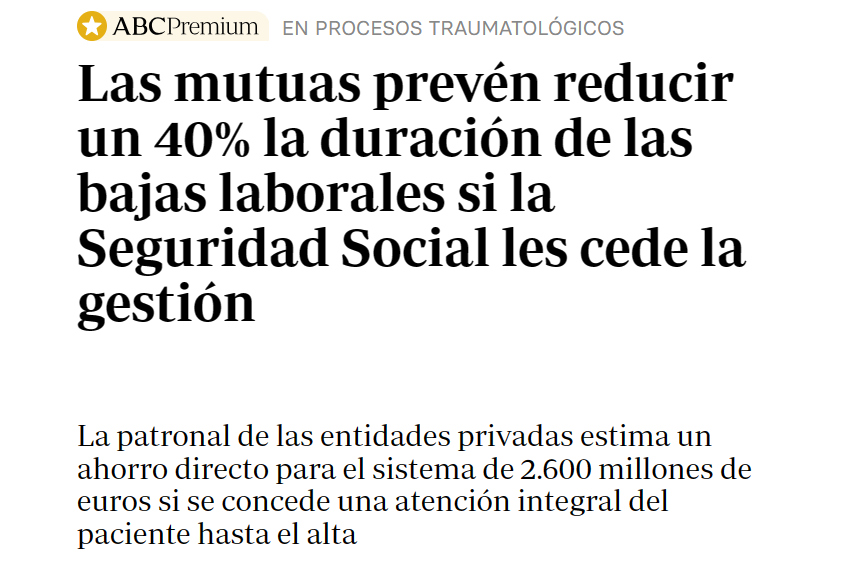 ABCPremium EN PROCESOS TRAUMATOLÓGICOS
Las mutuas prevén reducir
un 40% la duración de las
bajas laborales si la
Seguridad Social les cede la
gestión
La patronal de las entidades privadas estima un
ahorro directo para el sistema de 2.600 millones de
euros si se concede una atención integral del
paciente hasta el alta